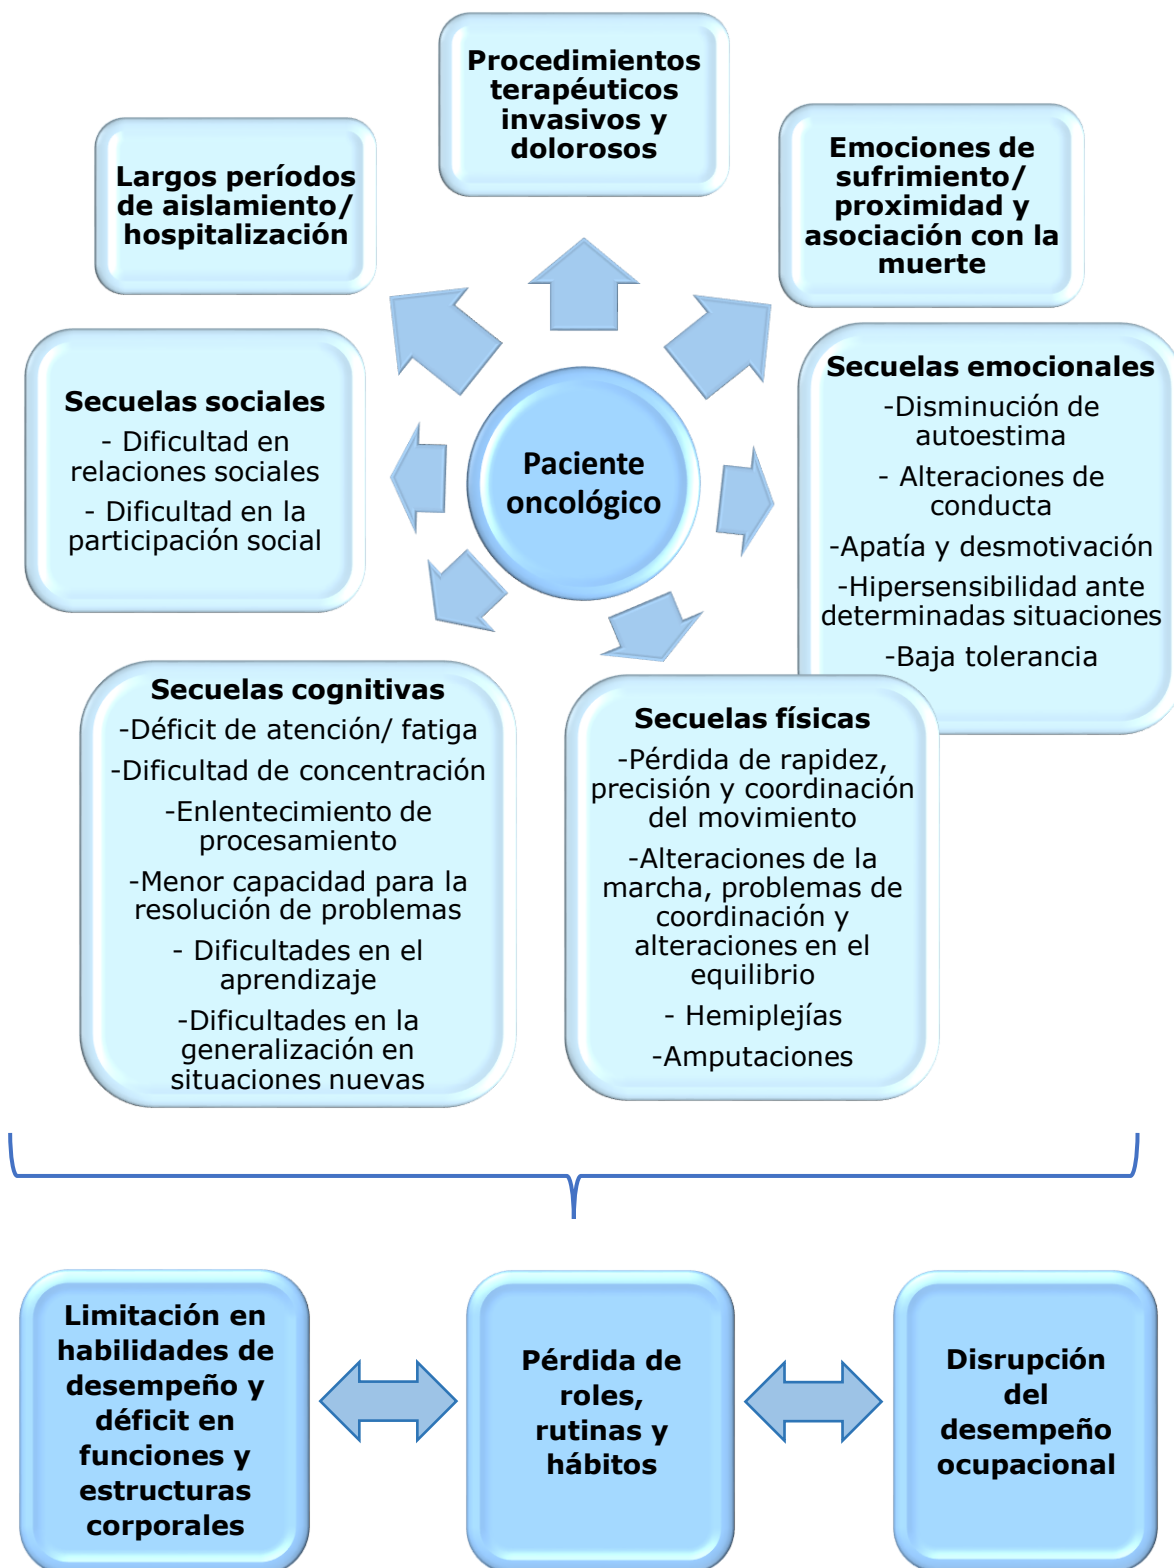 Procedimientos
terapéuticos
invasivos y
dolorosos
Largos períodos
de aislamiento/
hospitalización
Emociones de
sufrimiento/
proximidad y
asociación con la
muerte
Secuelas sociales
- Dificultad en
relaciones sociales
- Dificultad en la
participación social
Paciente
oncológico
Secuelas emocionales
-Disminución de
autoestima
- Alteraciones de
conducta
-Apatía y desmotivación
-Hipersensibilidad ante
determinadas situaciones
-Baja tolerancia
Secuelas cognitivas
-Déficit de atención/ fatiga
-Dificultad de concentración
-Enlentecimiento de
procesamiento
-Menor capacidad para la
resolución de problemas
- Dificultades en el
aprendizaje
-Dificultades en la
generalización en
situaciones nuevas
Secuelas físicas
-Pérdida de rapidez,
precisión y coordinación
del movimiento
-Alteraciones de la
marcha, problemas de
coordinación y
alteraciones en el
equilibrio
- Hemiplejías
-Amputaciones
Limitación en
habilidades de
desempeño y
déficit en
funciones y
estructuras
corporales
Pérdida de
roles,
rutinas y
hábitos
Disrupción
del
desempeño
ocupacional